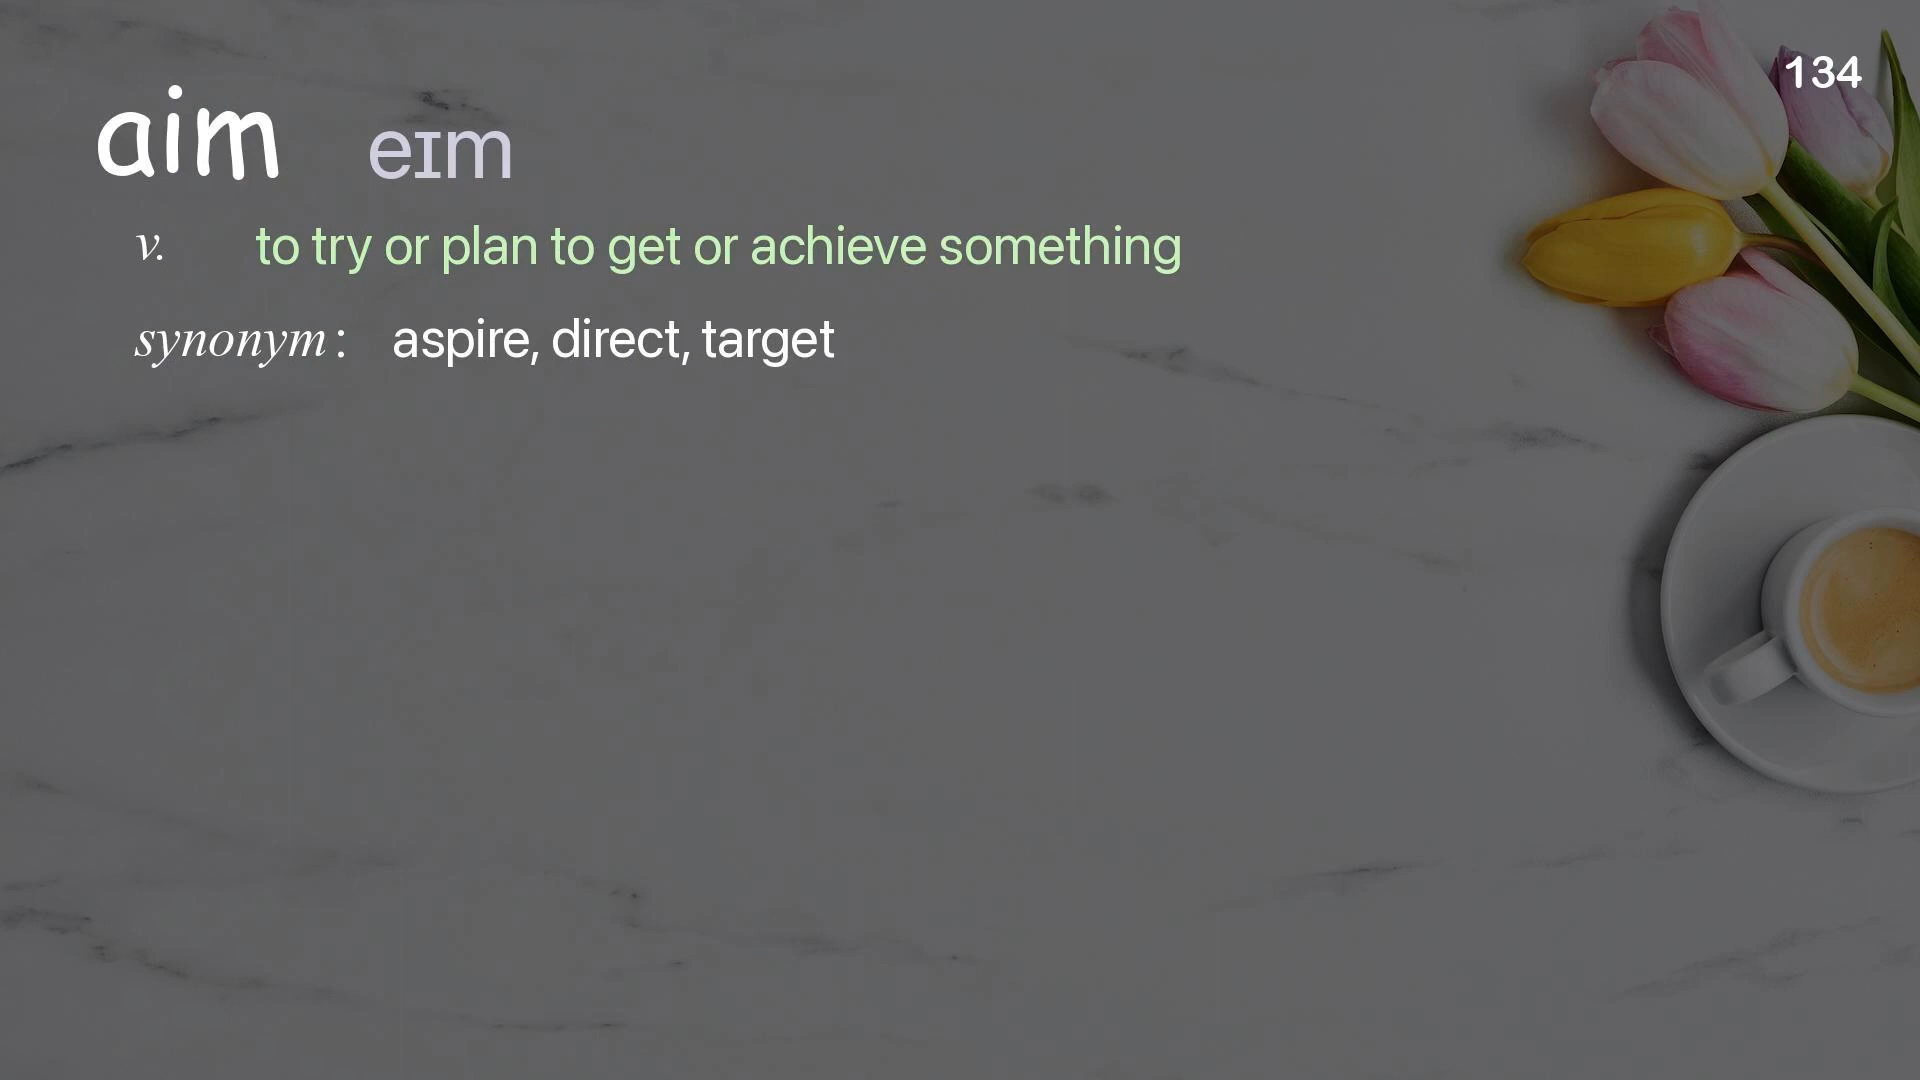 134
aim eɪm
v. to try or plan to get or achieve something
synonym : aspire, direct, target